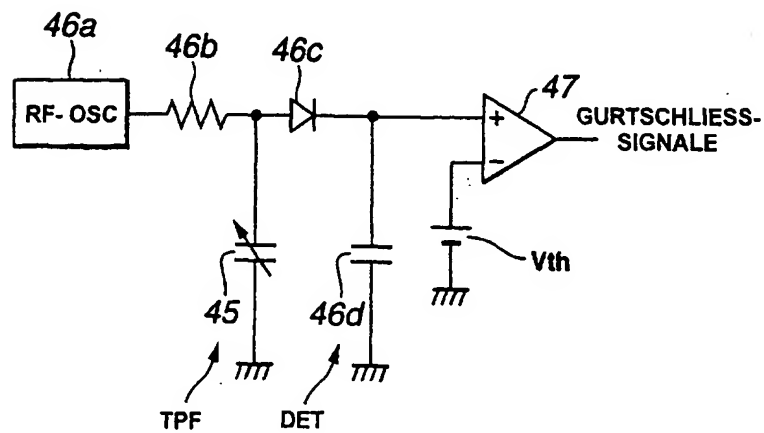 46a
46b
46c
RF- OSC
47
GURTSCHLIESS-
SIGNALE
+
−
Vth
45
46d
TPF
DET